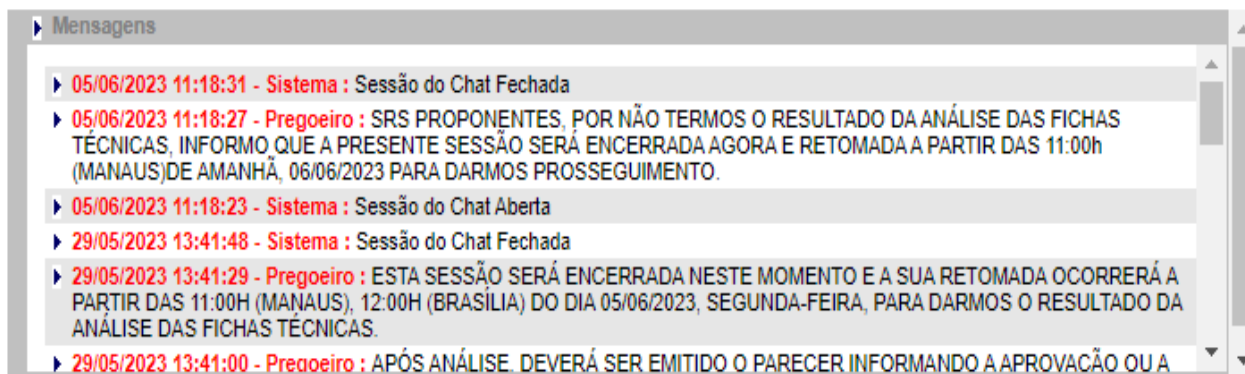 Mensagens
05/06/2023 11:18:31 - Sistema : Sessão do Chat Fechada
05/06/2023 11:18:27 - Pregoeiro : SRS PROPONENTES, POR NÃO TERMOS O RESULTADO DA ANÁLISE DAS FICHAS
TÉCNICAS, INFORMO QUE A PRESENTE SESSÃO SERÁ ENCERRADA AGORA E RETOMADA A PARTIR DAS 11:00h
(MANAUS)DE AMANHÃ, 06/06/2023 PARA DARMOS PROSSEGUIMENTO.
05/06/2023 11:18:23 - Sistema : Sessão do Chat Aberta
29/05/2023 13:41:48 - Sistema : Sessão do Chat Fechada
29/05/2023 13:41:29 - Pregoeiro : ESTA SESSÃO SERÁ ENCERRADA NESTE MOMENTO E A SUA RETOMADA OCORRERÁ A
PARTIR DAS 11:00H (MANAUS), 12:00H (BRASÍLIA) DO DIA 05/06/2023, SEGUNDA-FEIRA, PARA DARMOS O RESULTADO DA
ANÁLISE DAS FICHAS TÉCNICAS.
29/05/2023 13:41:00 - Pregoeiro : APÓS ANÁLISE, DEVERÁ SER EMITIDO O PARECER INFORMANDO A APROVAÇÃO OU A